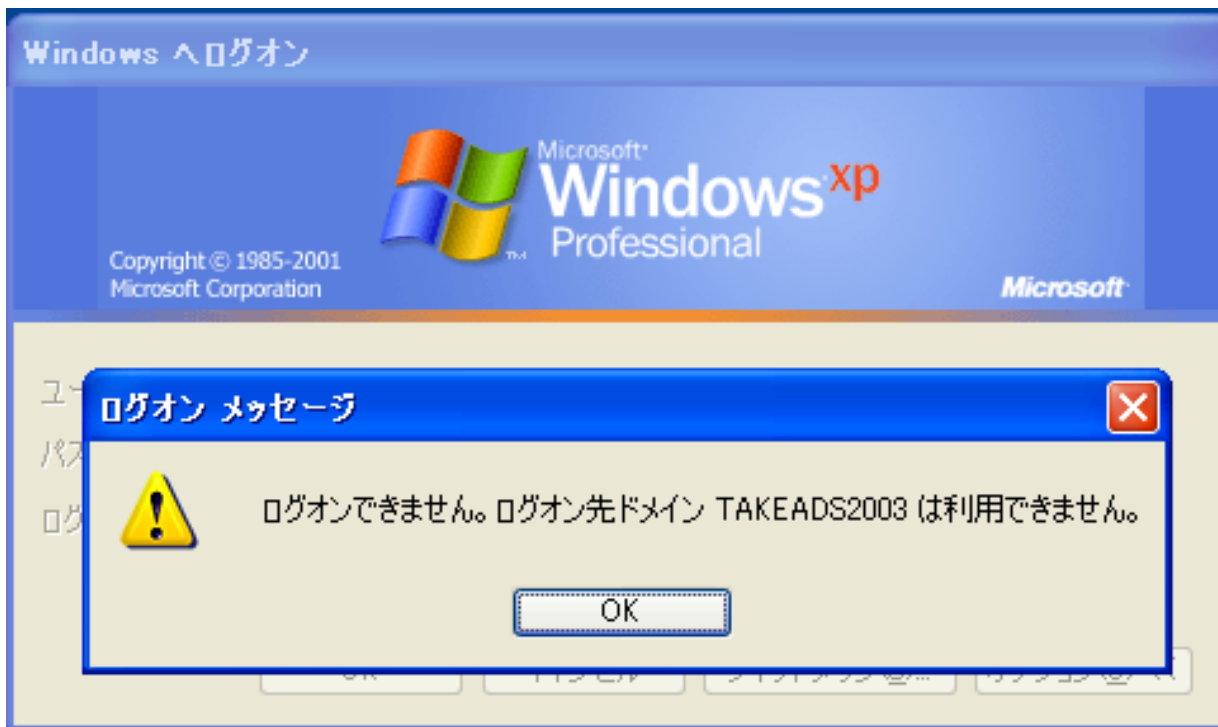 Windows へログオン
Microsoft
Windows xp
Professional
Copyright © 1985-2001
Microsoft Corporation
Microsoft
ログオン メッセージ
ログオンできません。ログオン先ドメイン TAKEADS2003 は利用できません。
OK